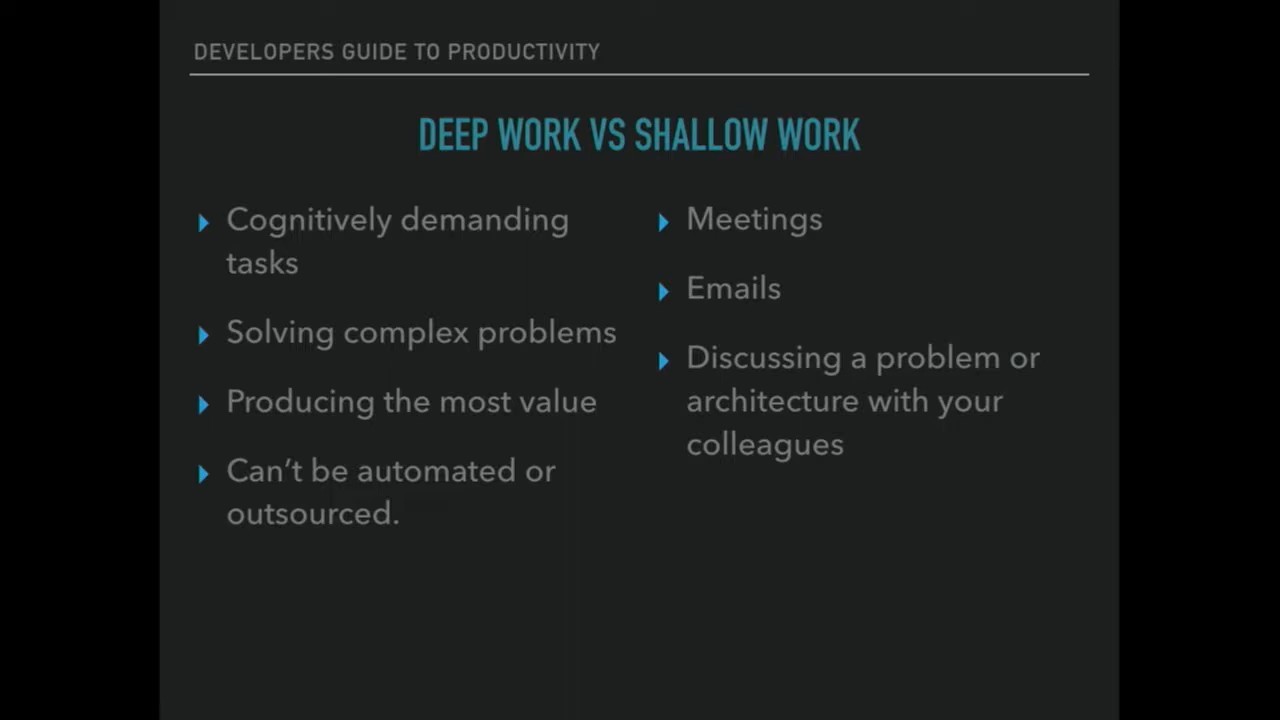 DEVELOPERS GUIDE TO PRODUCTIVITY
DEEP WORK VS SHALLOW WORK
Cognitively demanding
tasks
Solving complex problems
Producing the most value
Can't be automated or
outsourced.
Meetings
Emails
Discussing a problem or
architecture with your
colleagues